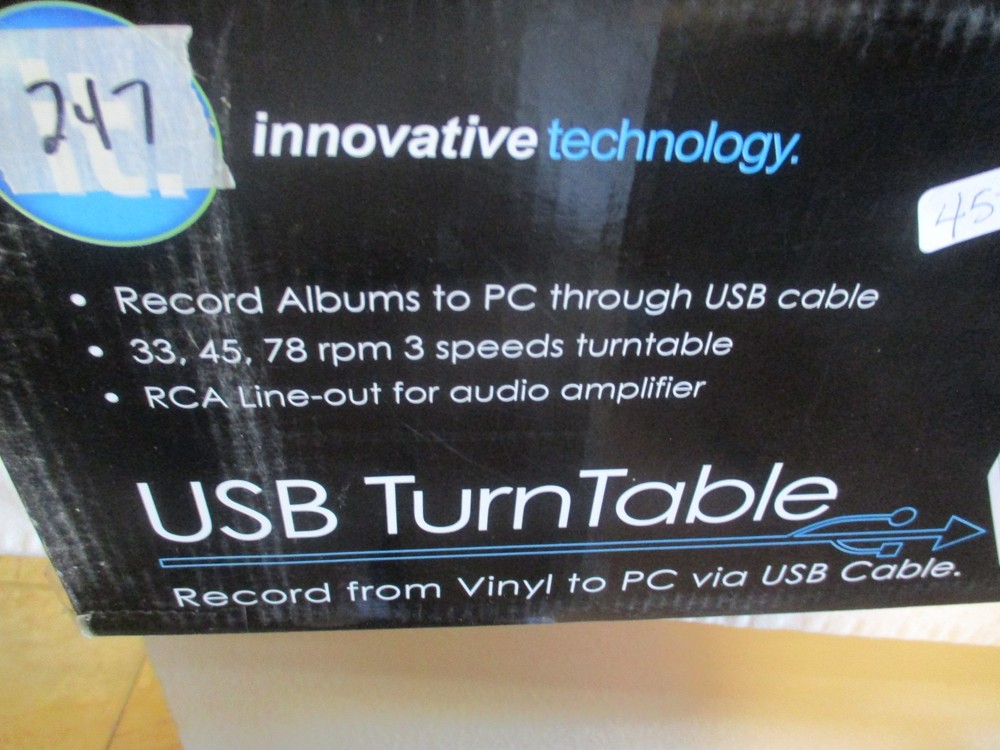 247
it.
innovative technology.
45-
• Record Albums to PC through USB cable
• 33, 45, 78 rpm 3 speeds turntable
• RCA Line-out for audio amplifier
USB TurnTable
Record from Vinyl to PC via USB Cable.